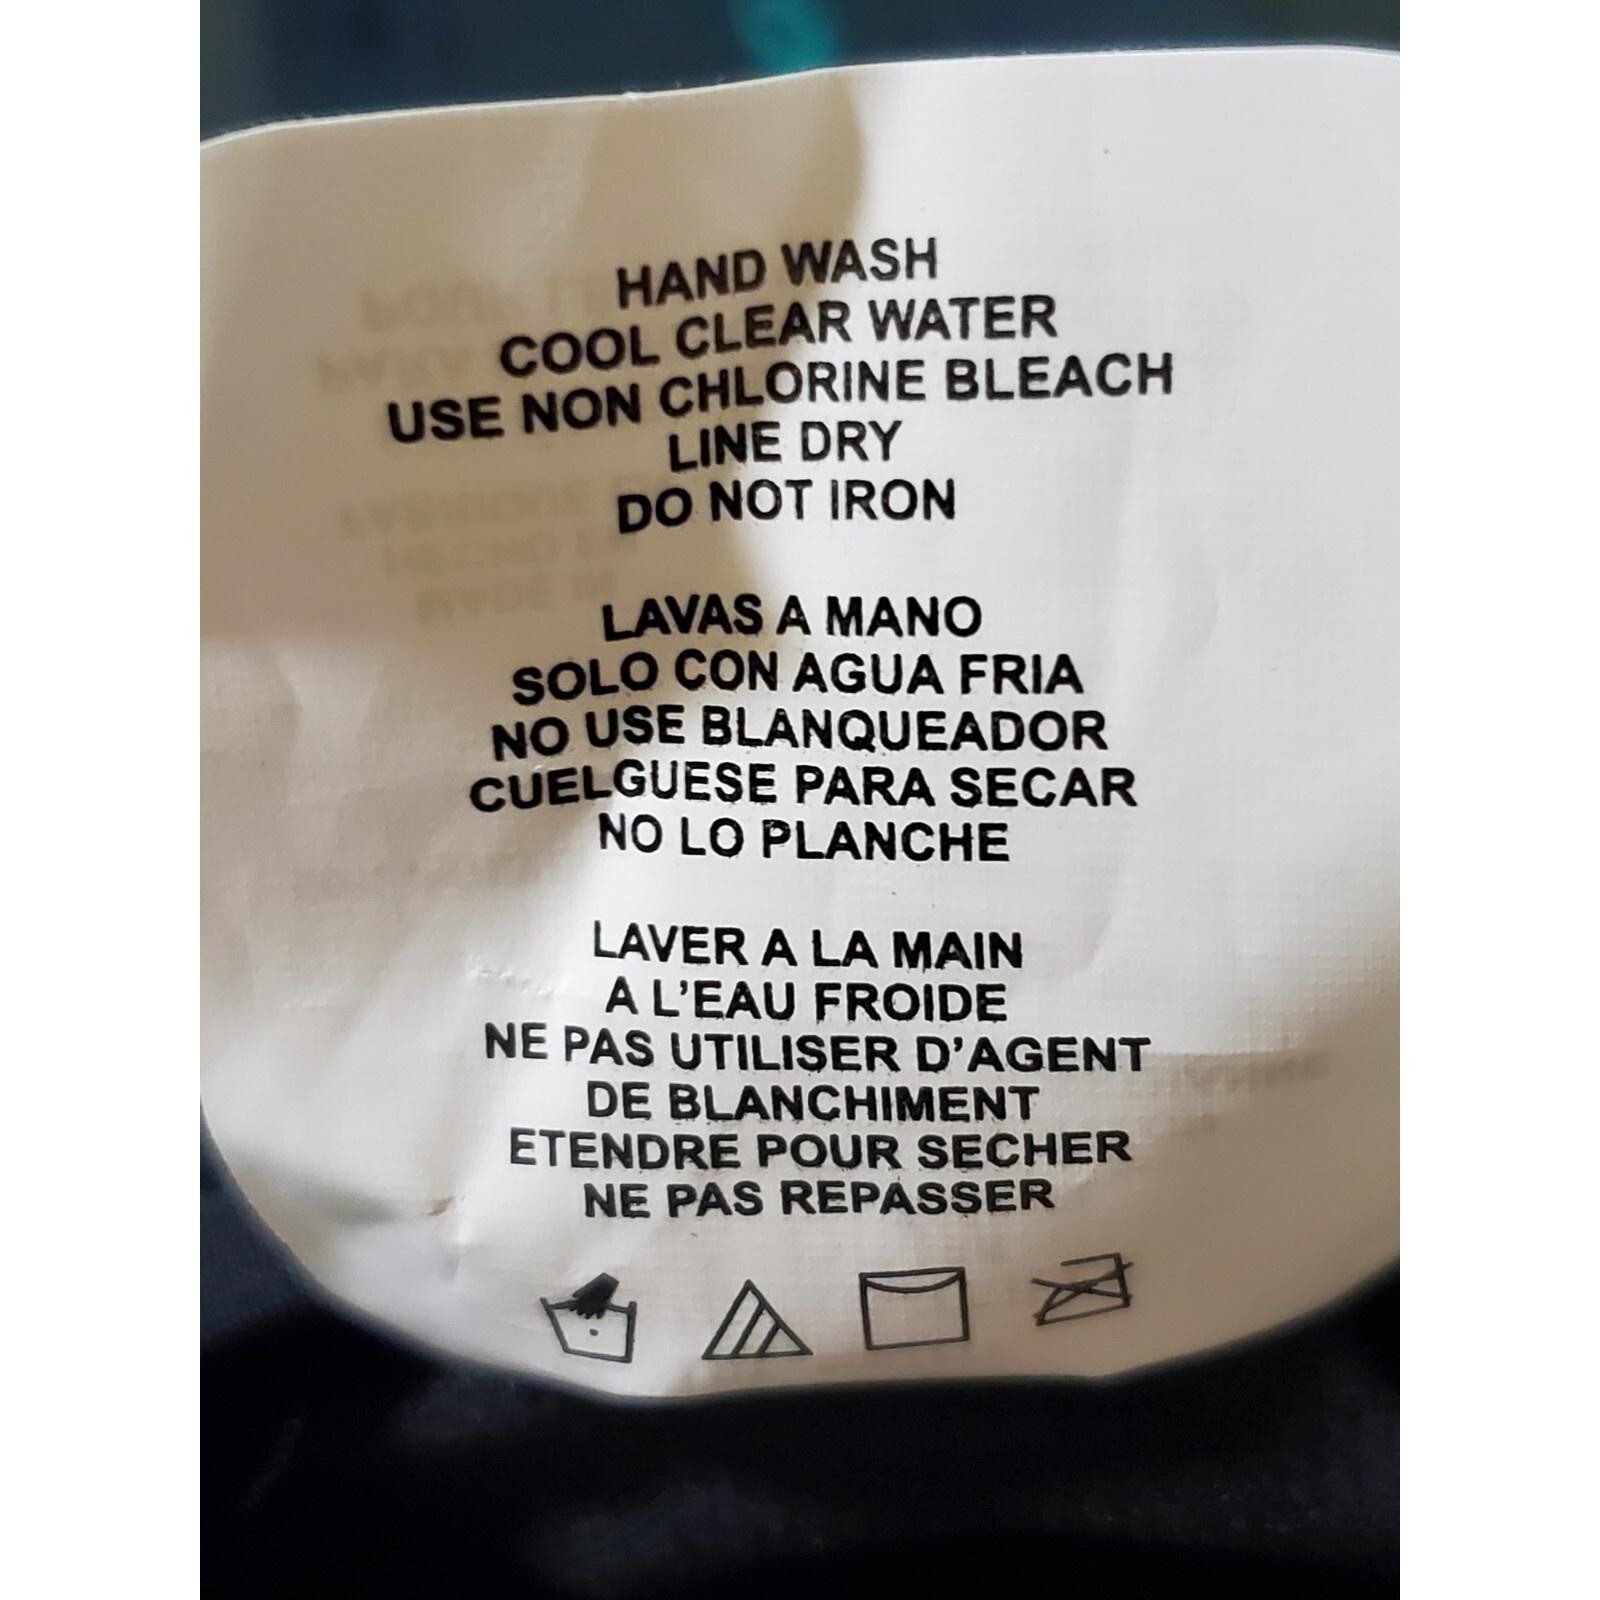 HAND WASH
COOL CLEAR WATER
USE NON CHLORINE BLEACH
LINE DRY
DO NOT IRON
LAVAS A MANO
SOLO CON AGUA FRIA
NO USE BLANQUEADOR
CUELGUESE PARA SECAR
NO LO PLANCHE
LAVER A LA MAIN
A L'EAU FROIDE
NE PAS UTILISER D'AGENT
DE BLANCHIMENT
ETENDRE POUR SECHER
NE PAS REPASSER